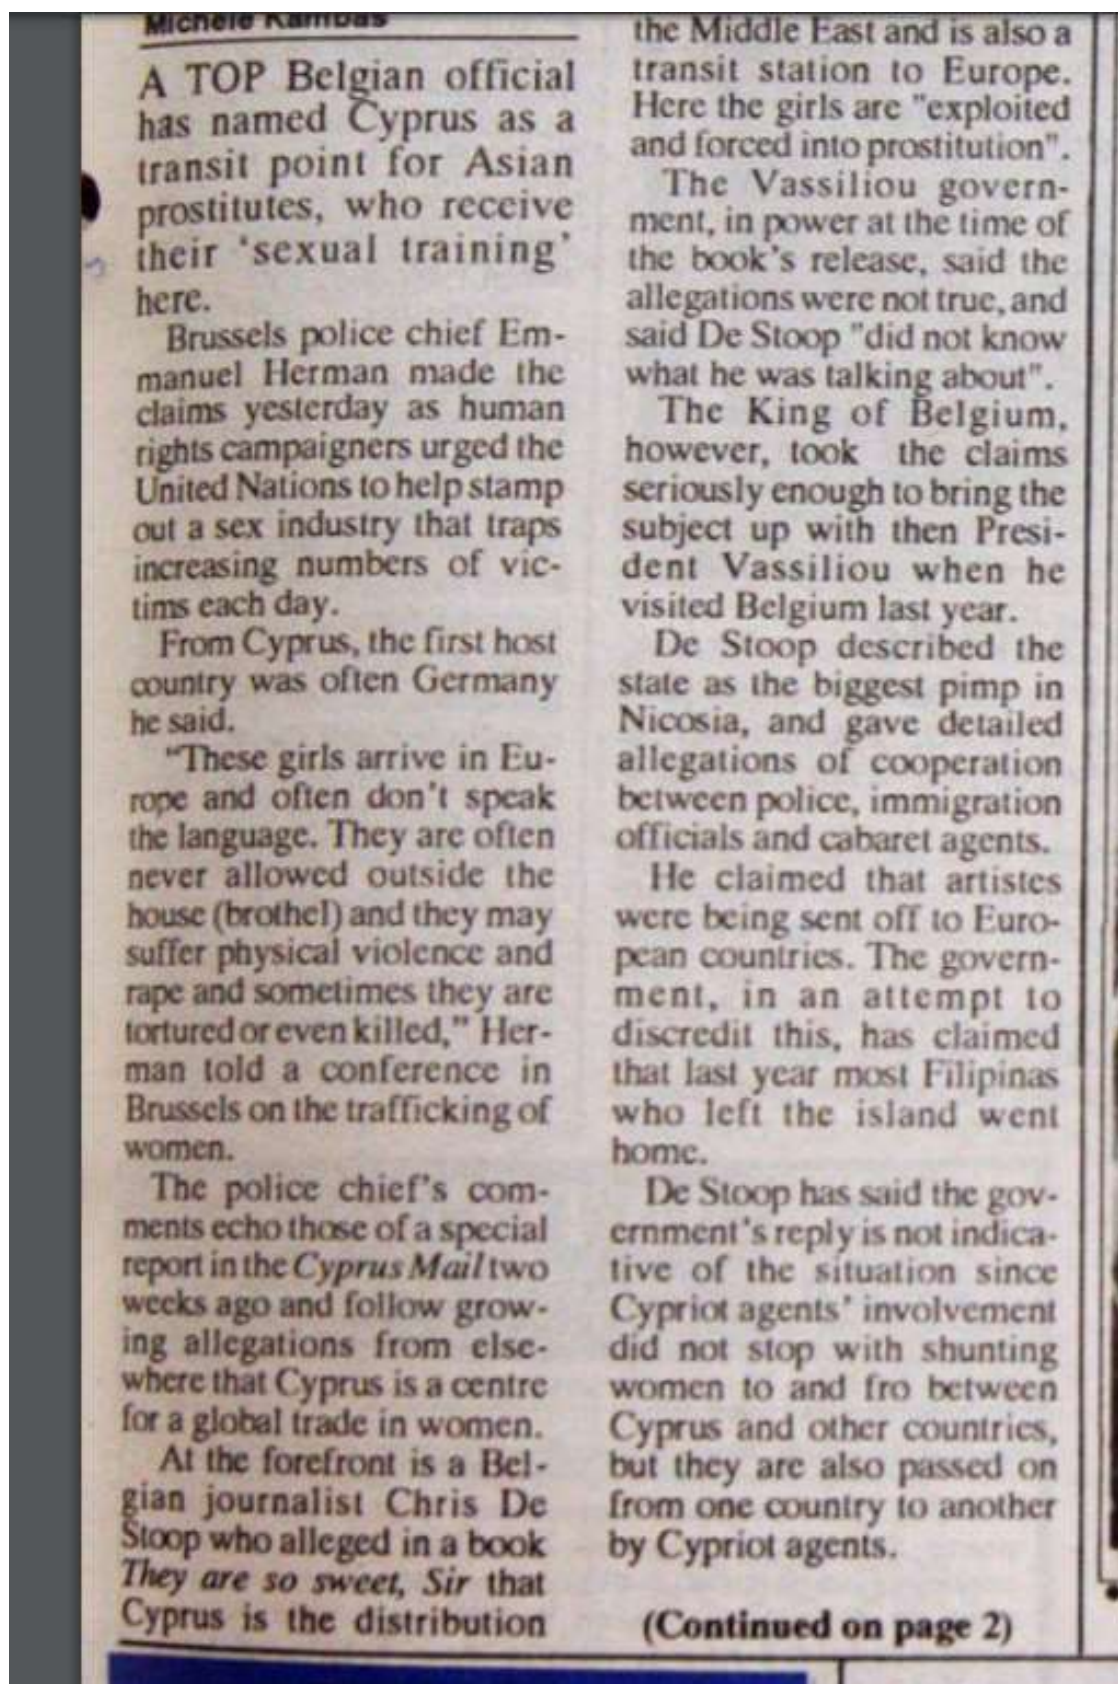 Michele Kambas
A TOP Belgian official
has named Cyprus as a
transit point for Asian
prostitutes, who receive
their ‘sexual training’
here.
Brussels police chief Em-
manuel Herman made the
claims yesterday as human
rights campaigners urged the
United Nations to help stamp
out a sex industry that traps
increasing numbers of vic-
tims each day.
From Cyprus, the first host
country was often Germany
he said.
"These girls arrive in Eu-
rope and often don't speak
the language. They are often
never allowed outside the
house (brothel) and they may
suffer physical violence and
rape and sometimes they are
tortured or even killed," Her-
man told a conference in
Brussels on the trafficking of
women.
The police chief's com-
ments echo those of a special
report in the Cyprus Mail two
weeks ago and follow grow-
ing allegations from else-
where that Cyprus is a centre
for a global trade in women.
At the forefront is a Bel-
gian journalist Chris De
Stoop who alleged in a book
They are so sweet, Sir that
Cyprus is the distribution
the Middle East and is also a
transit station to Europe.
Here the girls are "exploited
and forced into prostitution".
The Vassiliou govern-
ment, in power at the time of
the book's release, said the
allegations were not true, and
said De Stoop "did not know
what he was talking about".
The King of Belgium,
however, took the claims
seriously enough to bring the
subject up with then Presi-
dent Vassiliou when he
visited Belgium last year.
De Stoop described the
state as the biggest pimp in
Nicosia, and gave detailed
allegations of cooperation
between police, immigration
officials and cabaret agents.
He claimed that artistes
were being sent off to Euro-
pean countries. The govern-
ment, in an attempt to
discredit this, has claimed
that last year most Filipinas
who left the island went
home.
De Stoop has said the gov-
ernment's reply is not indica-
tive of the situation since
Cypriot agents' involvement
did not stop with shunting
women to and fro between
Cyprus and other countries,
but they are also passed on
from one country to another
by Cypriot agents.
(Continued on page 2)